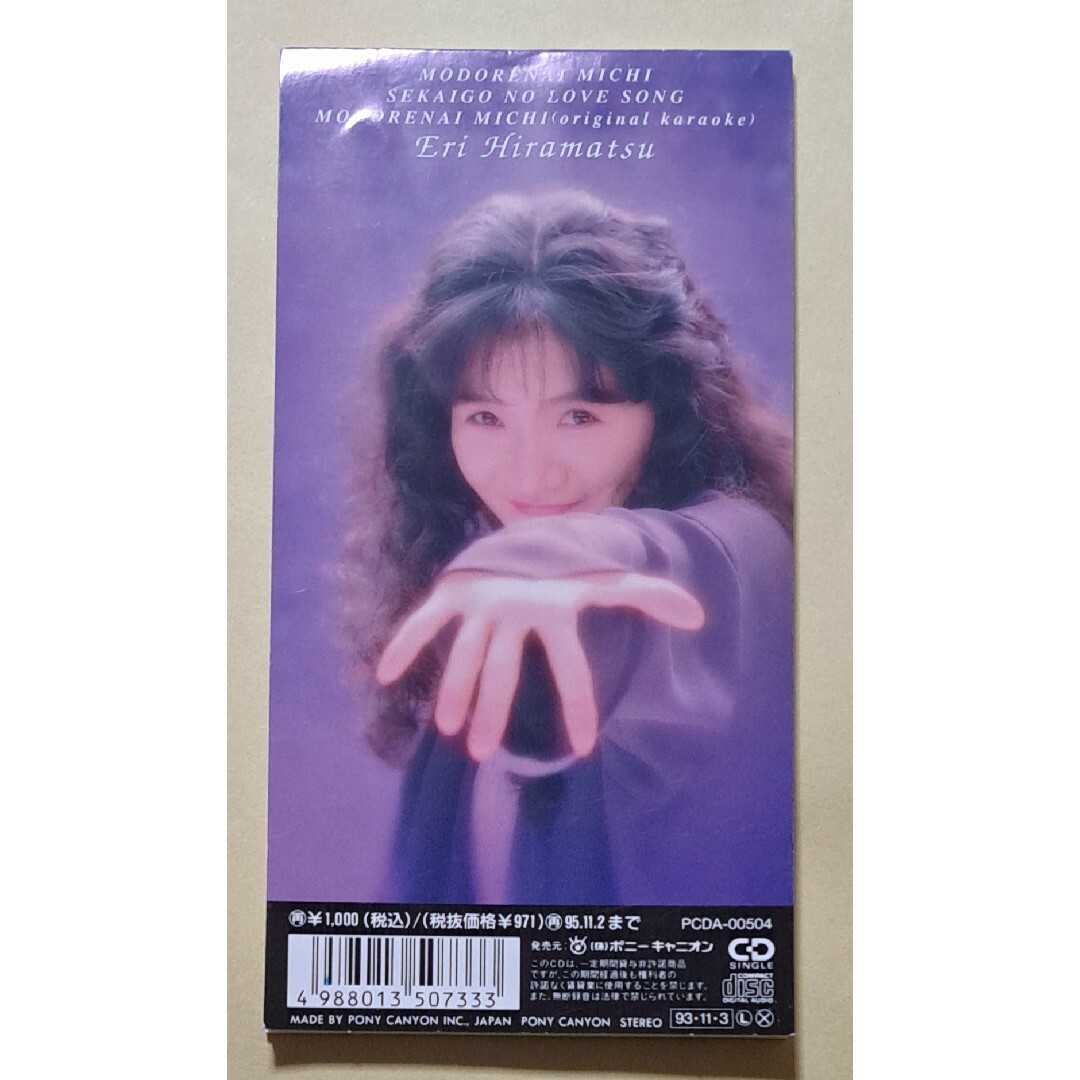 MODORENAI MICHI
SEKAIGO NO LOVE SONG
MODORENAI MICHI(original karaoke)
Eri Hiramatsu
再¥1,000(税込)/(税抜価格¥971)再95.11.2まで
PCDA-00504
発売元: (株)ポニーキャニオン
CD
SINGLE
このCDは、一定期間貸与非許諾商品
ですが、この期間経過後も権利者の
許諾なく賃貸業に使用することを禁じます。
また、無断録音は法律で禁じられています。
COMPACT
disc
DIGITAL AUDIO
4 988013 507333
MADE BY PONY CANYON INC., JAPAN PONY CANYON STEREO 93・11・3 Ⓛ Ⓧ